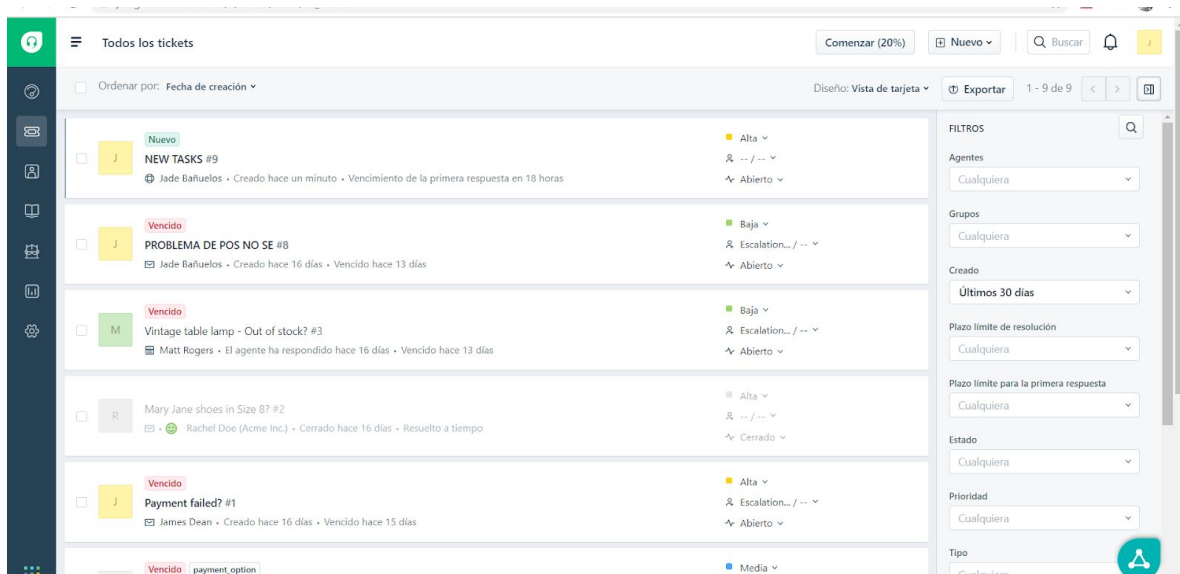 Todos los tickets
Comenzar (20%)
Nuevo
Buscar
J
Ordenar por: Fecha de creación
Diseño: Vista de tarjeta
Exportar
1 - 9 de 9
Nuevo
J
NEW TASKS #9
Jade Bañuelos • Creado hace un minuto • Vencimiento de la primera respuesta en 18 horas
Alta
-- / --
Abierto
Vencido
J
PROBLEMA DE POS NO SE #8
Jade Bañuelos • Creado hace 16 días • Vencido hace 13 días
Baja
Escalation... / --
Abierto
Vencido
M
Vintage table lamp - Out of stock? #3
Matt Rogers • El agente ha respondido hace 16 días • Vencido hace 13 días
Baja
Escalation... / --
Abierto
R
Mary Jane shoes in Size 8? #2
Rachel Doe (Acme Inc.) • Cerrado hace 16 días • Resuelto a tiempo
Alta
-- / --
Cerrado
Vencido
J
Payment failed? #1
James Dean • Creado hace 16 días • Vencido hace 15 días
Alta
Escalation... / --
Abierto
Vencido payment_option
Media
FILTROS
Agentes
Cualquiera
Grupos
Cualquiera
Creado
Últimos 30 días
Plazo límite de resolución
Cualquiera
Plazo límite para la primera respuesta
Cualquiera
Estado
Cualquiera
Prioridad
Cualquiera
Tipo